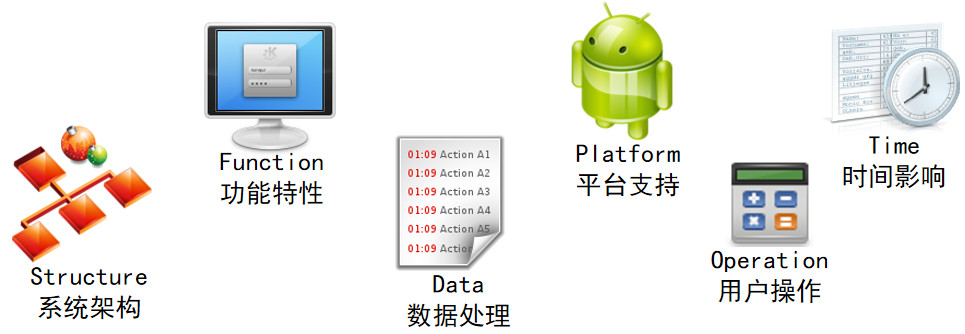 Structure
系统架构
Function
功能特性
01:09 Action A1
01:09 Action A2
01:09 Action A3
01:09 Action A4
01:09 Action A5
01:09 Action
Data
数据处理
Platform
平台支持
Operation
用户操作
Time
时间影响